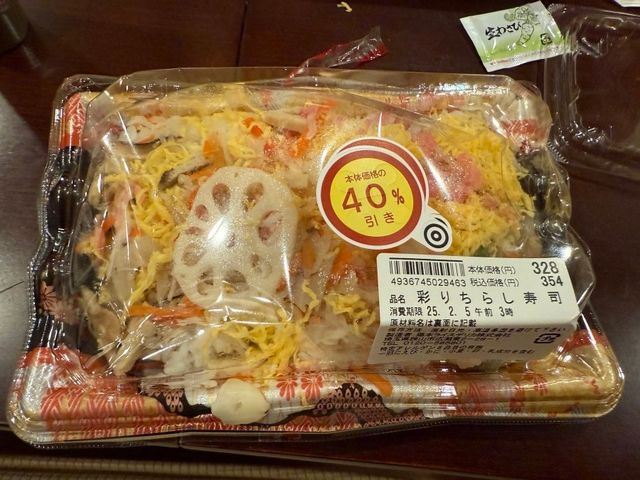 生わさび
本体価格の
40%
引き
本体価格(円) 328
4936745029463 税込価格(円) 354
品名 彩りちらし寿司
消費期限 25. 2. 5 午前 3時
原材料名は裏面に記載